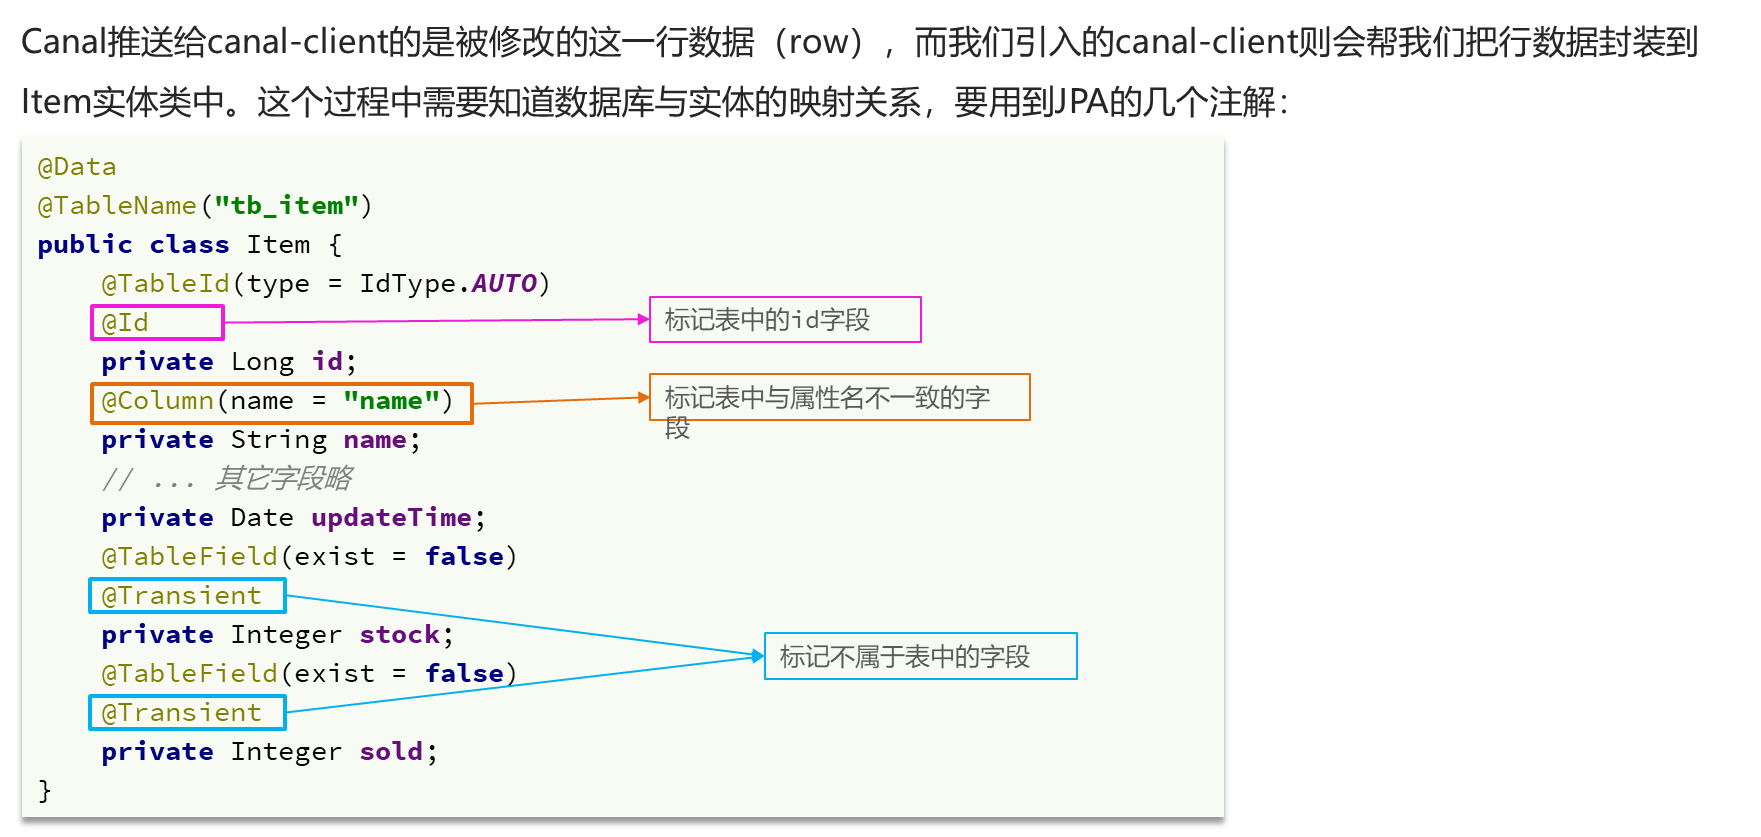 Canal推送给canal-client的是被修改的这一行数据（row），而我们引入的canal-client则会帮我们把行数据封装到
Item实体类中。这个过程中需要知道数据库与实体的映射关系，要用到JPA的几个注解：
@Data
@TableName("tb_item")
public class Item {
@TableId(type = IdType.AUTO)
@Id
标记表中的id字段
private Long id;
@Column(name = "name")
标记表中与属性名不一致的字
段
private String name;
// ... 其它字段略
private Date updateTime;
@TableField(exist = false)
@Transient
private Integer stock;
标记不属于表中的字段
@TableField(exist = false)
@Transient
private Integer sold;
}